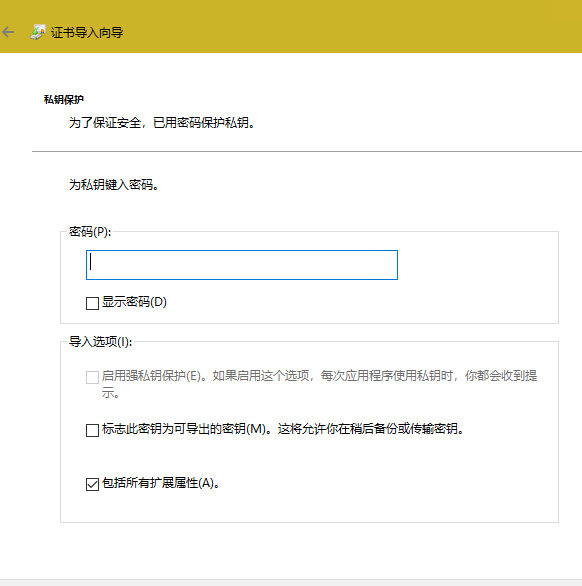 证书导入向导
私钥保护
为了保证安全，已用密码保护私钥。
为私钥键入密码。
密码(P):
显示密码(D)
导入选项(I):
启用强私钥保护(E)。如果启用这个选项，每次应用程序使用私钥时，你都会收到提
示。
标志此密钥为可导出的密钥(M)。这将允许你在稍后备份或传输密钥。
包括所有扩展属性(A)。